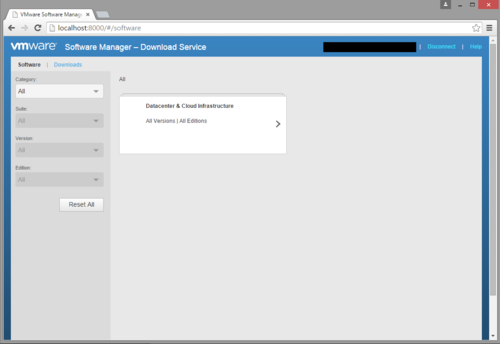 VMware Software Manag
localhost:8000/#/software
vmware Software Manager – Download Service | Disconnect | Help
Software | Downloads
Category:
All
Suite:
All
Version:
All
Edition:
All
Reset All
All
Datacenter & Cloud Infrastructure
All Versions | All Editions